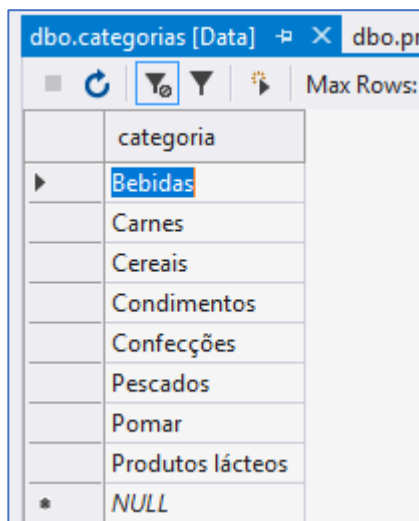 dbo.categorias [Data] dbo.pr
Max Rows:
categoria
Bebidas
Carnes
Cereais
Condimentos
Confecções
Pescados
Pomar
Produtos lácteos
NULL